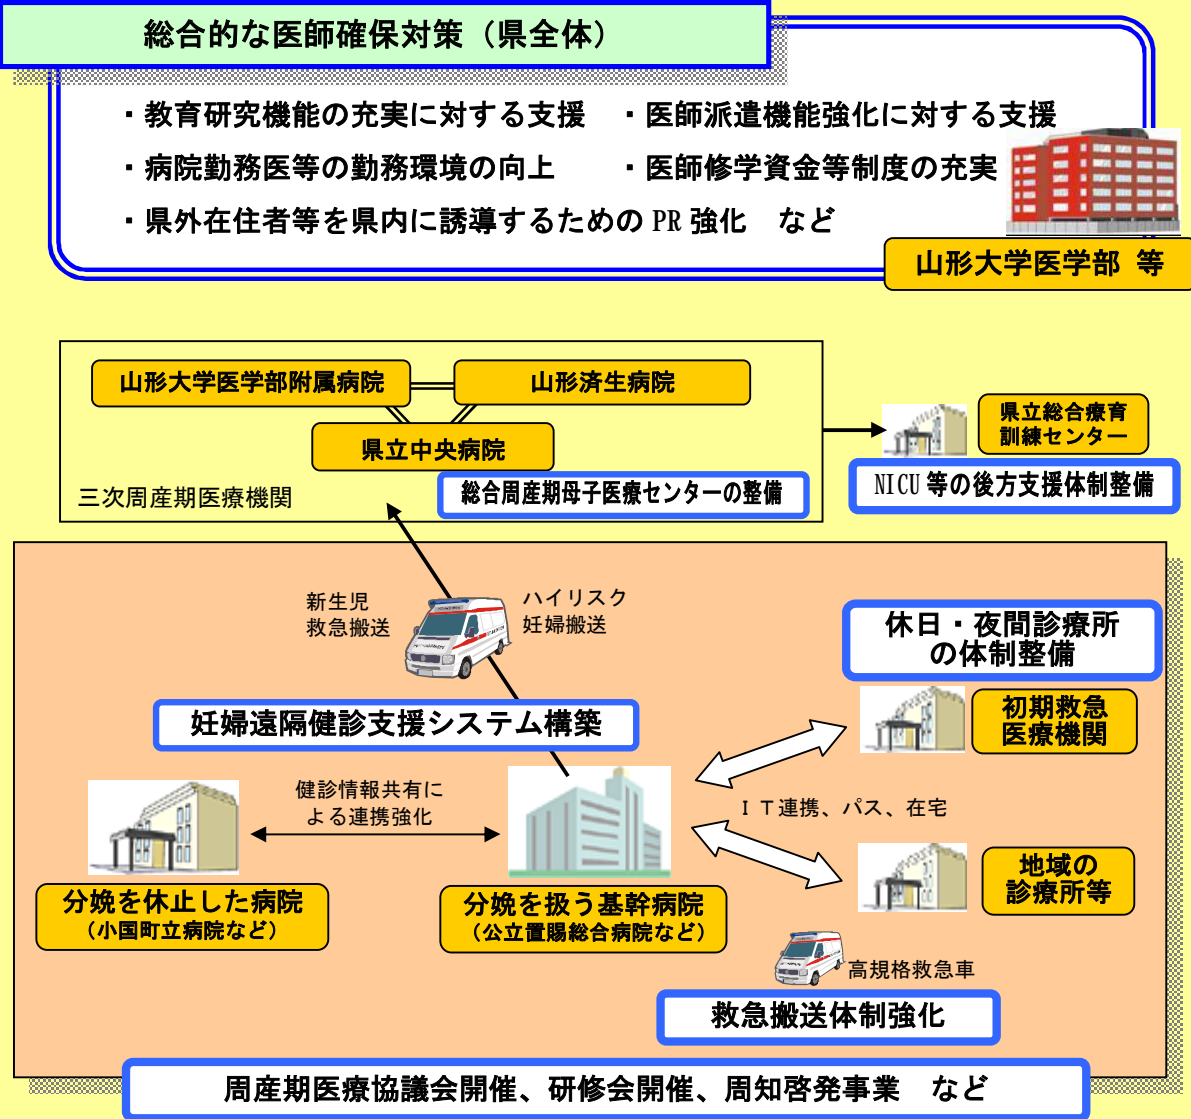 総合的な医師確保対策（県全体）
・教育研究機能の充実に対する支援　・医師派遣機能強化に対する支援
・病院勤務医等の勤務環境の向上　・医師修学資金等制度の充実
・県外在住者等を県内に誘導するための PR 強化　など
山形大学医学部 等
山形大学医学部附属病院
山形済生病院
県立中央病院
総合周産期母子医療センターの整備
三次周産期医療機関
県立総合療育
訓練センター
NICU 等の後方支援体制整備
新生児
救急搬送
ハイリスク
妊婦搬送
休日・夜間診療所
の体制整備
初期救急
医療機関
妊婦遠隔健診支援システム構築
健診情報共有に
よる連携強化
ＩＴ連携、パス、在宅
地域の
診療所等
分娩を休止した病院
（小国町立病院など）
分娩を扱う基幹病院
（公立置賜総合病院など）
高規格救急車
救急搬送体制強化
周産期医療協議会開催、研修会開催、周知啓発事業　など